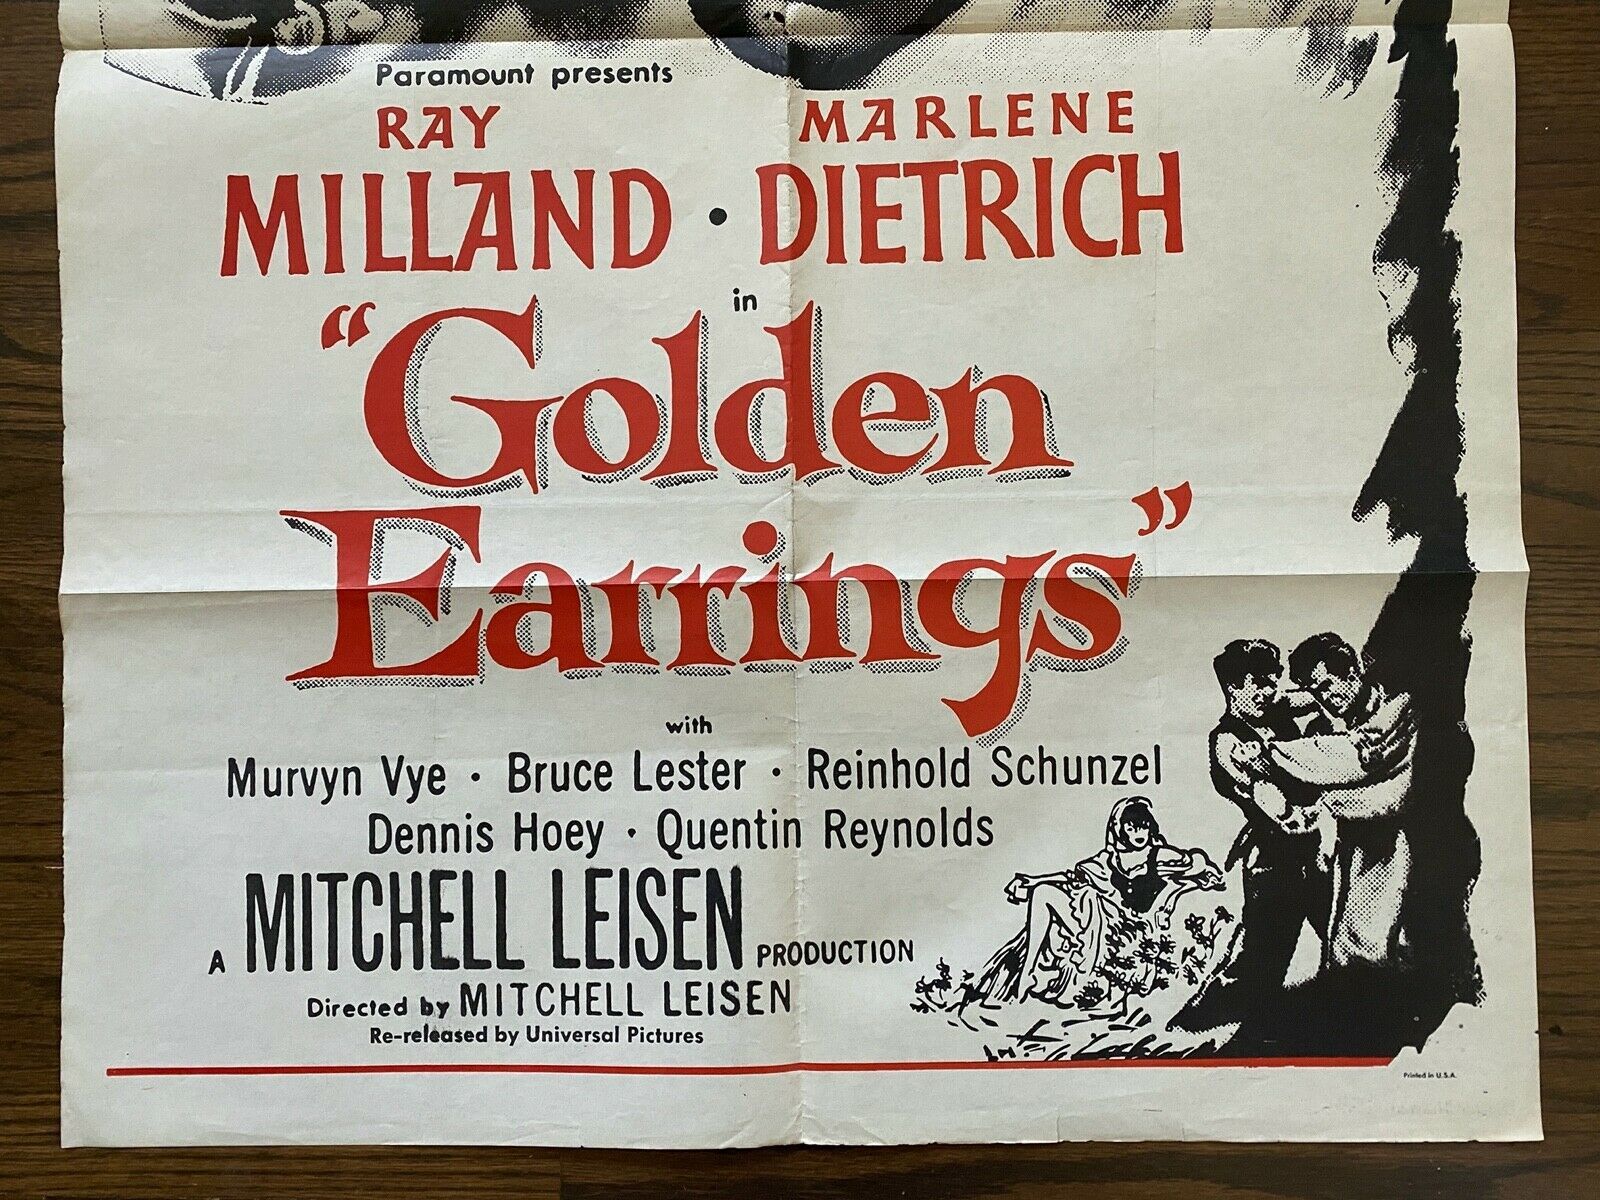 Paramount presents
RAY MARLENE
MILLAND · DIETRICH
in
“Golden
Earrings”
with
Murvyn Vye · Bruce Lester · Reinhold Schunzel
Dennis Hoey · Quentin Reynolds
A MITCHELL LEISEN PRODUCTION
Directed by MITCHELL LEISEN
Re-released by Universal Pictures
Printed in U.S.A.